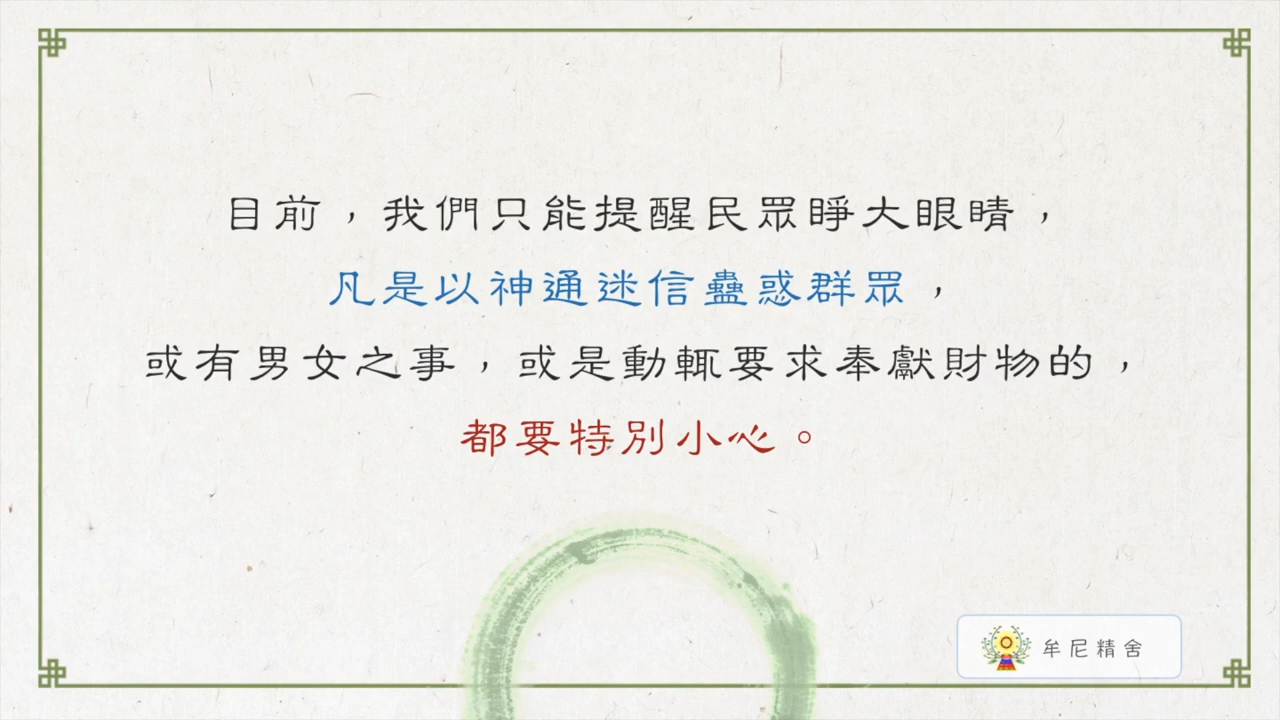 目前，我們只能提醒民眾睜大眼睛，
凡是以神通迷信蠱惑群眾，
或有男女之事，或是動輒要求奉獻財物的，
都要特別小心。
牟尼精舍